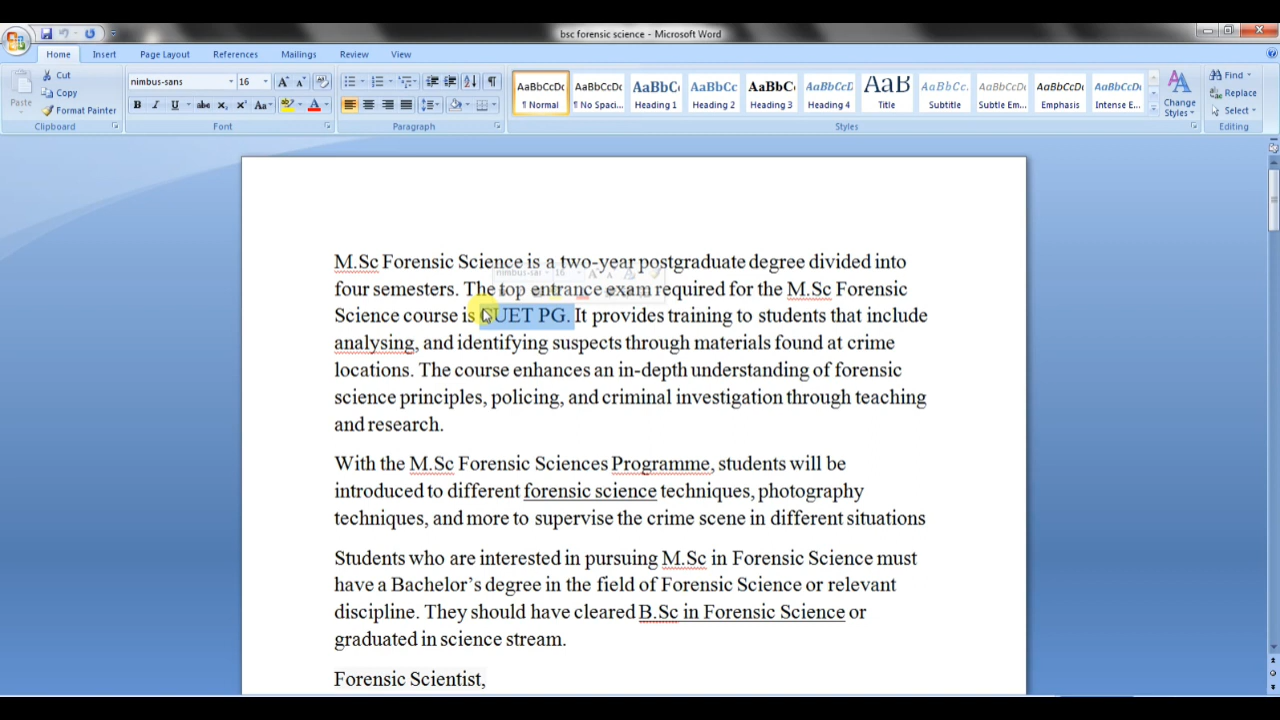 bsc forensic science - Microsoft Word
Home Insert Page Layout References Mailings Review View
Paste
Cut
Copy
Format Painter
Clipboard
nimbus-sans 16
B I U abc x₂ x² Aa
Font
Paragraph
AaBbCcDc AaBbCcDc AaBbC AaBbCc AaBbC AaBbCcL AaB AaBbCc. AaBbCcDc AaBbCcDc AaBbCcDc
¶ Normal ¶ No Spaci... Heading 1 Heading 2 Heading 3 Heading 4 Title Subtitle Subtle Em... Emphasis Intense E...
Change Styles
Styles
Find
Replace
Select
Editing
nimbus-sar 16
M.Sc Forensic Science is a two-year postgraduate degree divided into
four semesters. The top entrance exam required for the M.Sc Forensic
Science course is CUET PG. It provides training to students that include
analysing, and identifying suspects through materials found at crime
locations. The course enhances an in-depth understanding of forensic
science principles, policing, and criminal investigation through teaching
and research.
With the M.Sc Forensic Sciences Programme, students will be
introduced to different forensic science techniques, photography
techniques, and more to supervise the crime scene in different situations
Students who are interested in pursuing M.Sc in Forensic Science must
have a Bachelor’s degree in the field of Forensic Science or relevant
discipline. They should have cleared B.Sc in Forensic Science or
graduated in science stream.
Forensic Scientist,